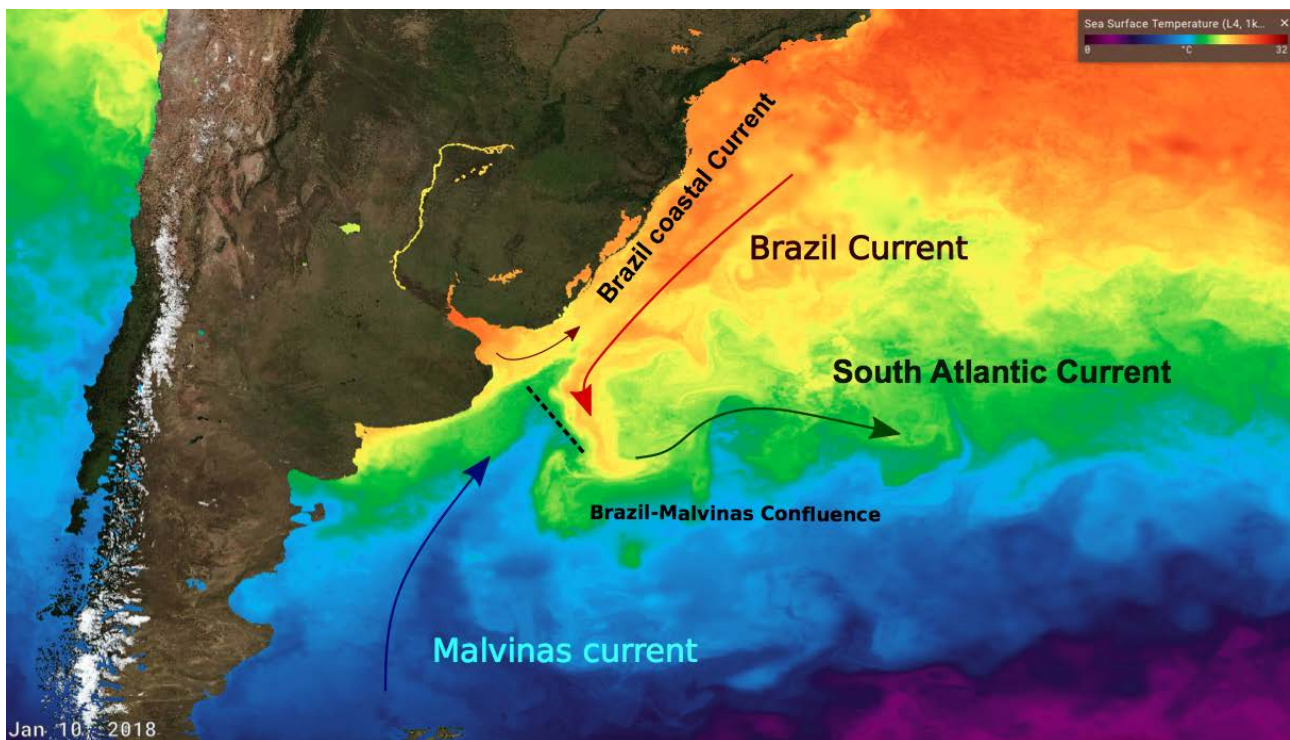 Sea Surface Temperature (L4, 1k... ×
0 °C 32
Brazil coastal Current
Brazil Current
South Atlantic Current
Brazil-Malvinas Confluence
Malvinas current
Jan 10, 2018